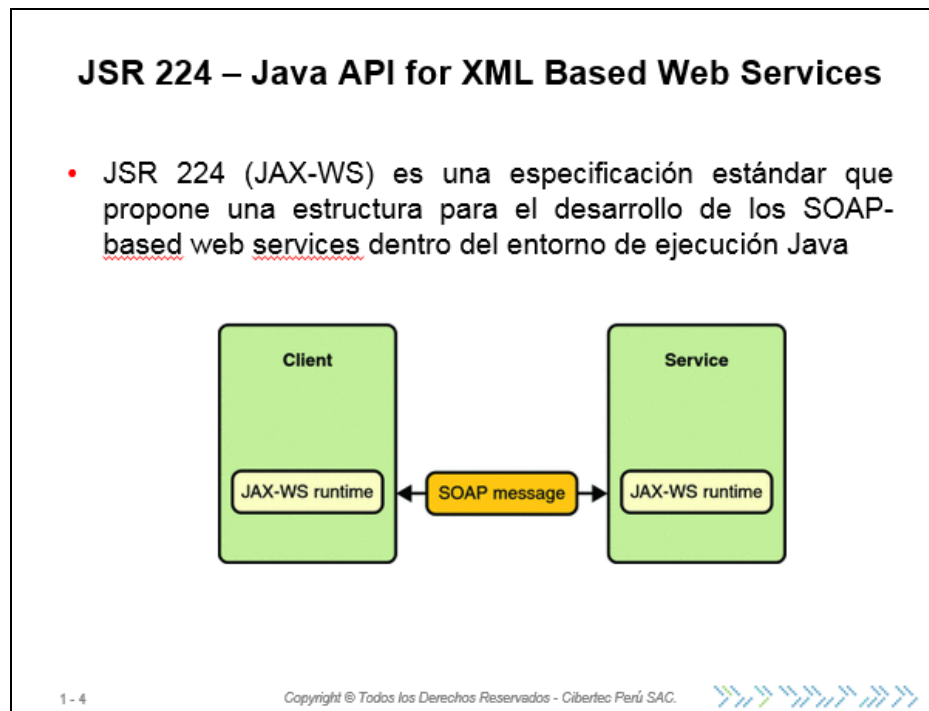 JSR 224 – Java API for XML Based Web Services
• JSR 224 (JAX-WS) es una especificación estándar que
propone una estructura para el desarrollo de los SOAP-
based web services dentro del entorno de ejecución Java
Client
Service
JAX-WS runtime
SOAP message
JAX-WS runtime
1 - 4
Copyright © Todos los Derechos Reservados - Cibertec Perú SAC.